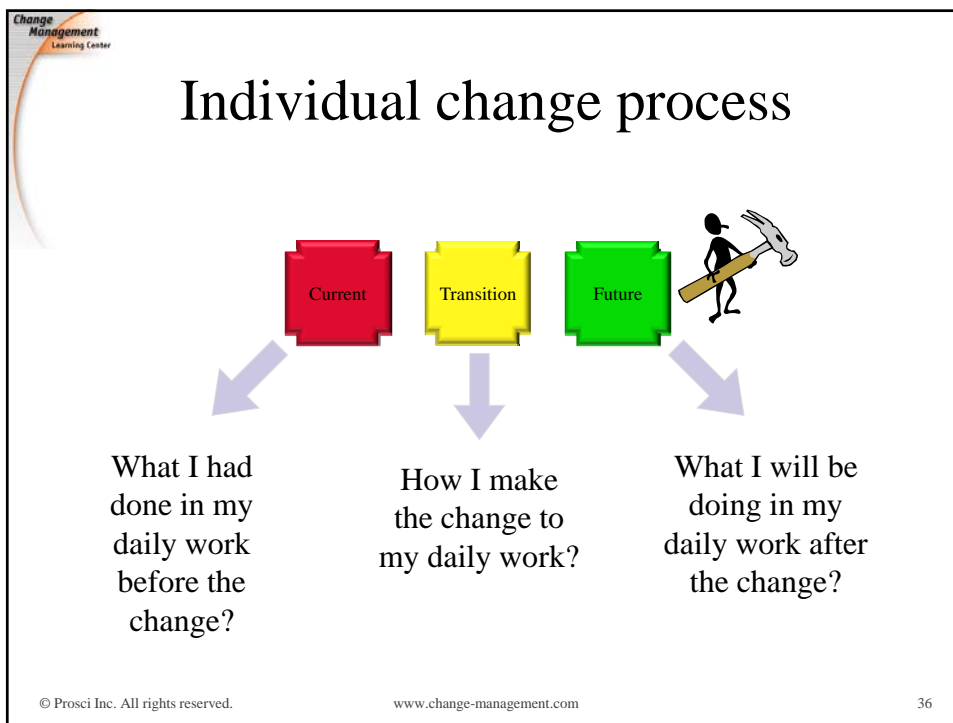 Change
Management
Learning Center
Individual change process
Current
Transition
Future
What I had
done in my
daily work
before the
change?
How I make
the change to
my daily work?
What I will be
doing in my
daily work after
the change?
© Prosci Inc. All rights reserved.
www.change-management.com
36